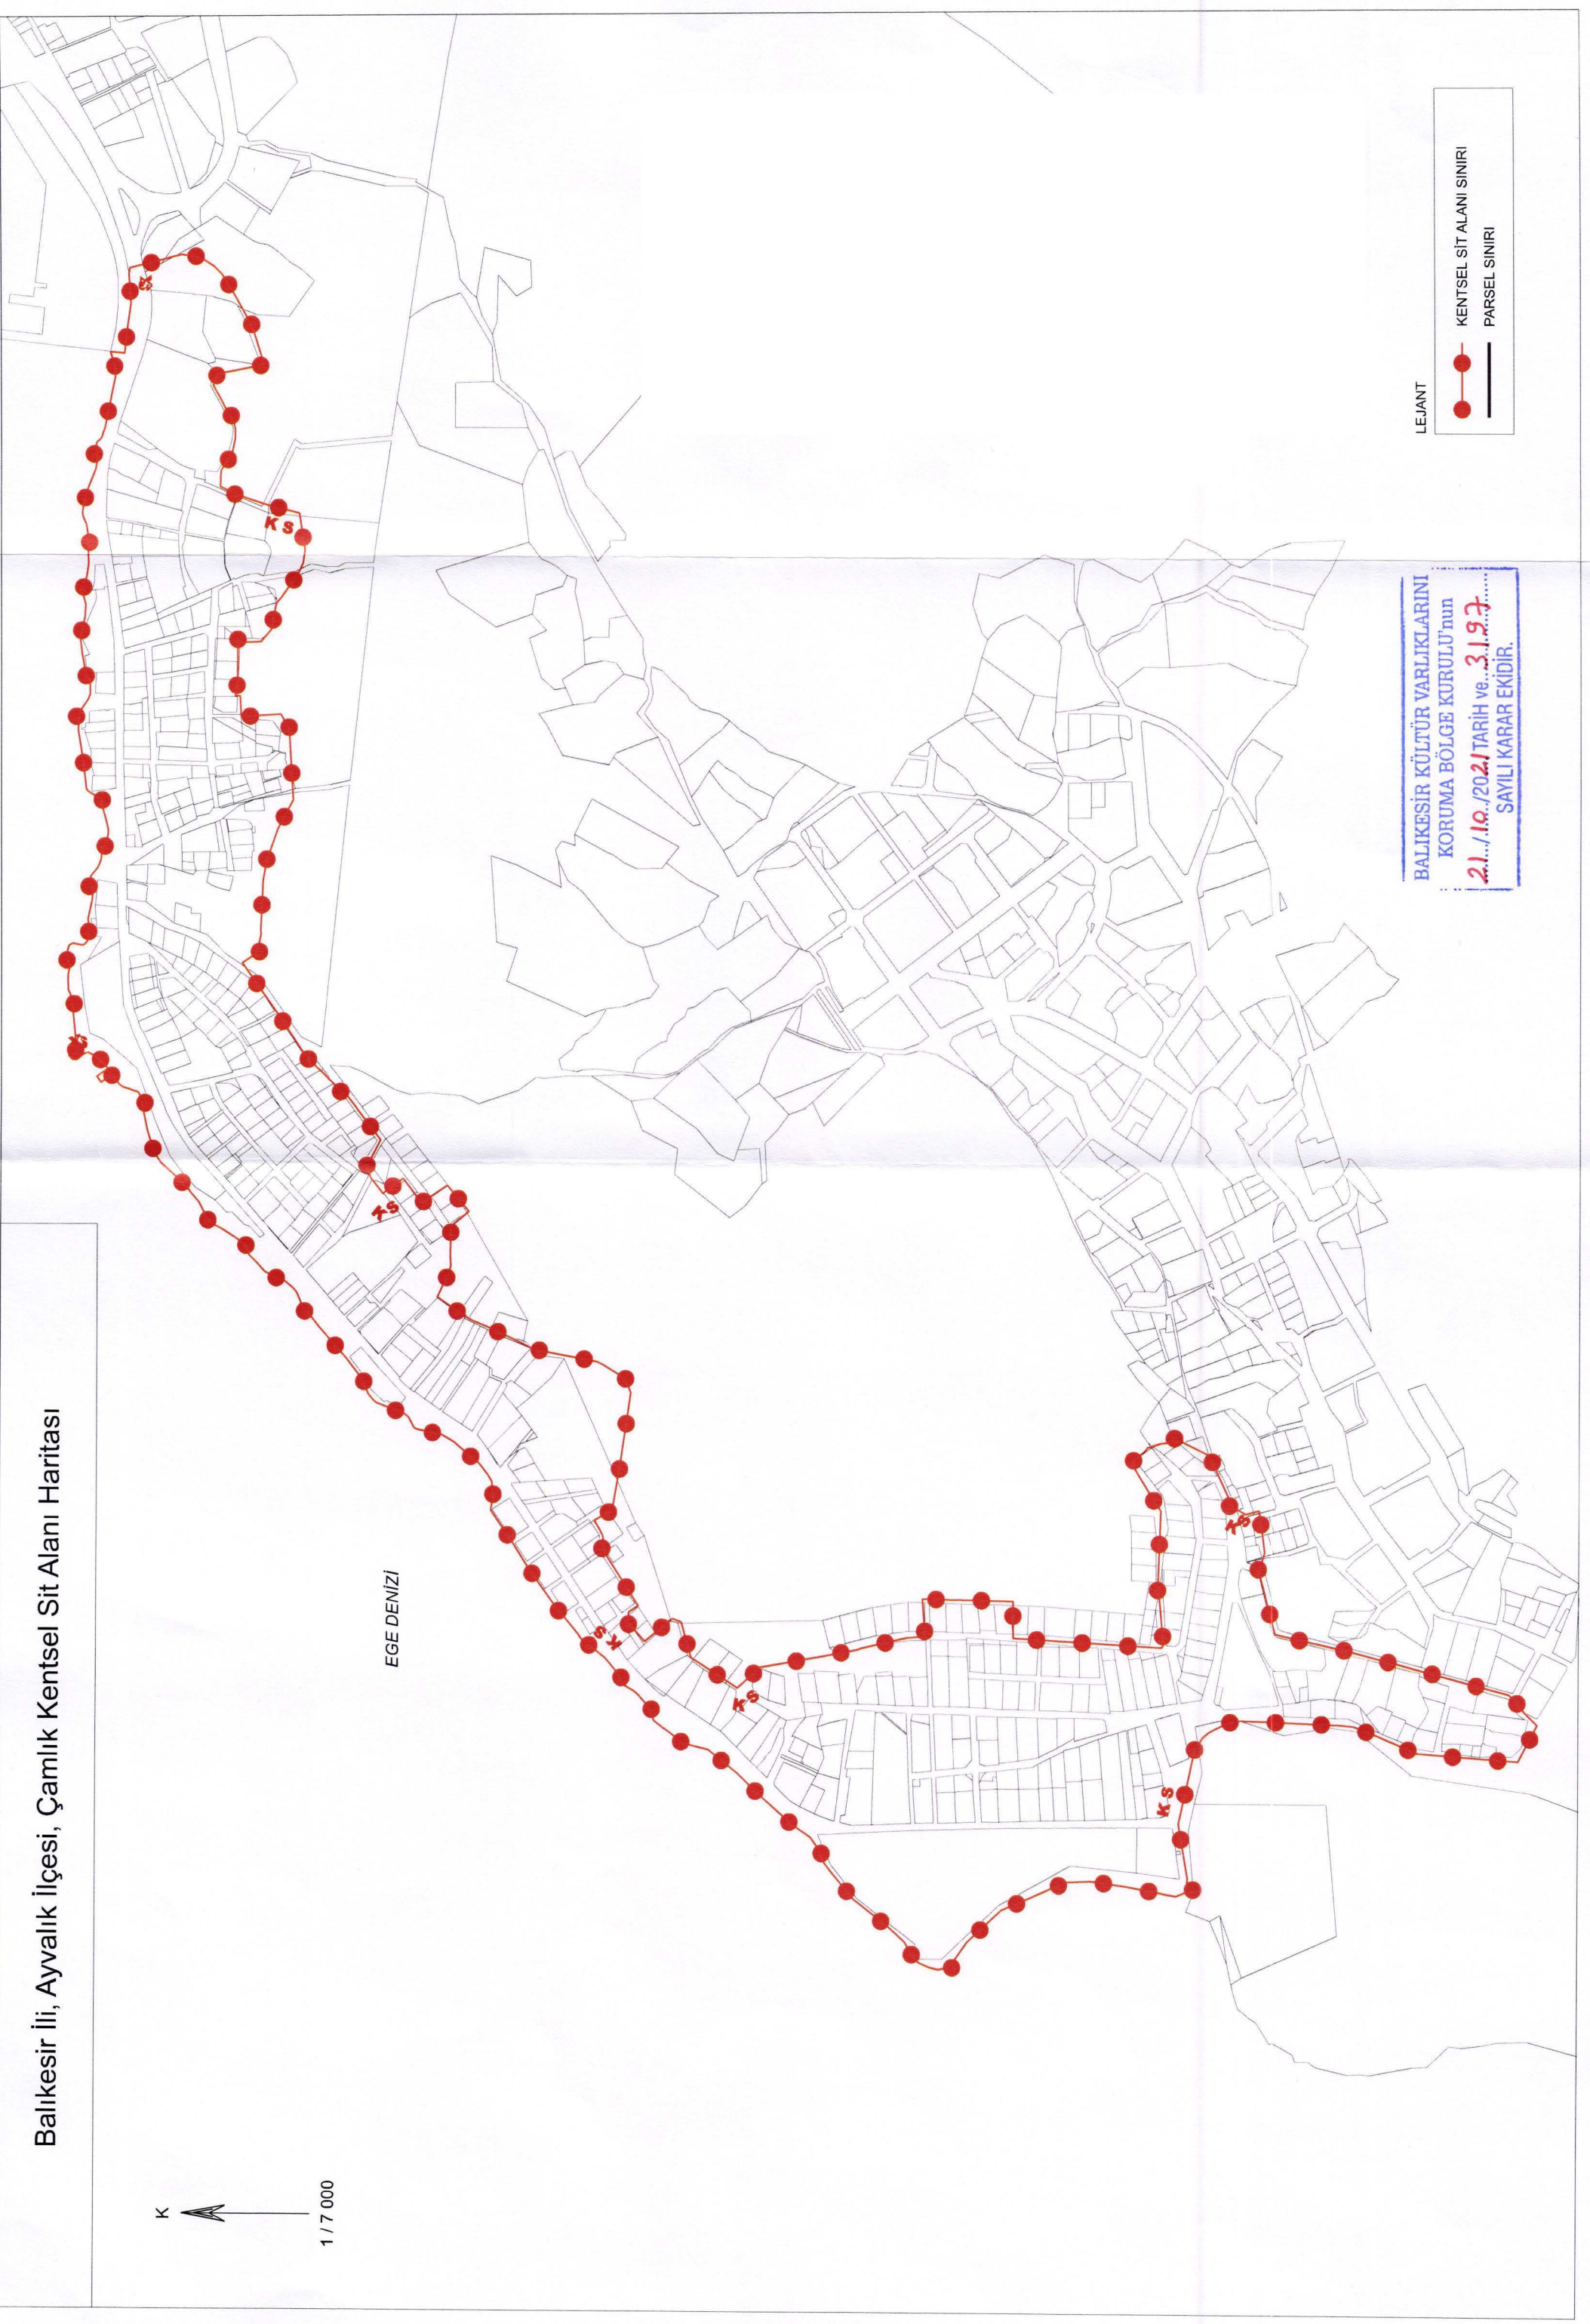 Balıkesir İli, Ayvalık İlçesi, Çamlık Kentsel Sit Alanı Haritası
K
1 / 7 000
EGE DENİZİ
KS
KS
KS
KS
KS
KS
KS
KS
LEJANT
KENTSEL SİT ALANI SINIRI
PARSEL SINIRI
BALIKESİR KÜLTÜR VARLIKLARINI
KORUMA BÖLGE KURULU'nun
21../10../2021 TARİH ve..3197
SAYILI KARAR EKİDİR.